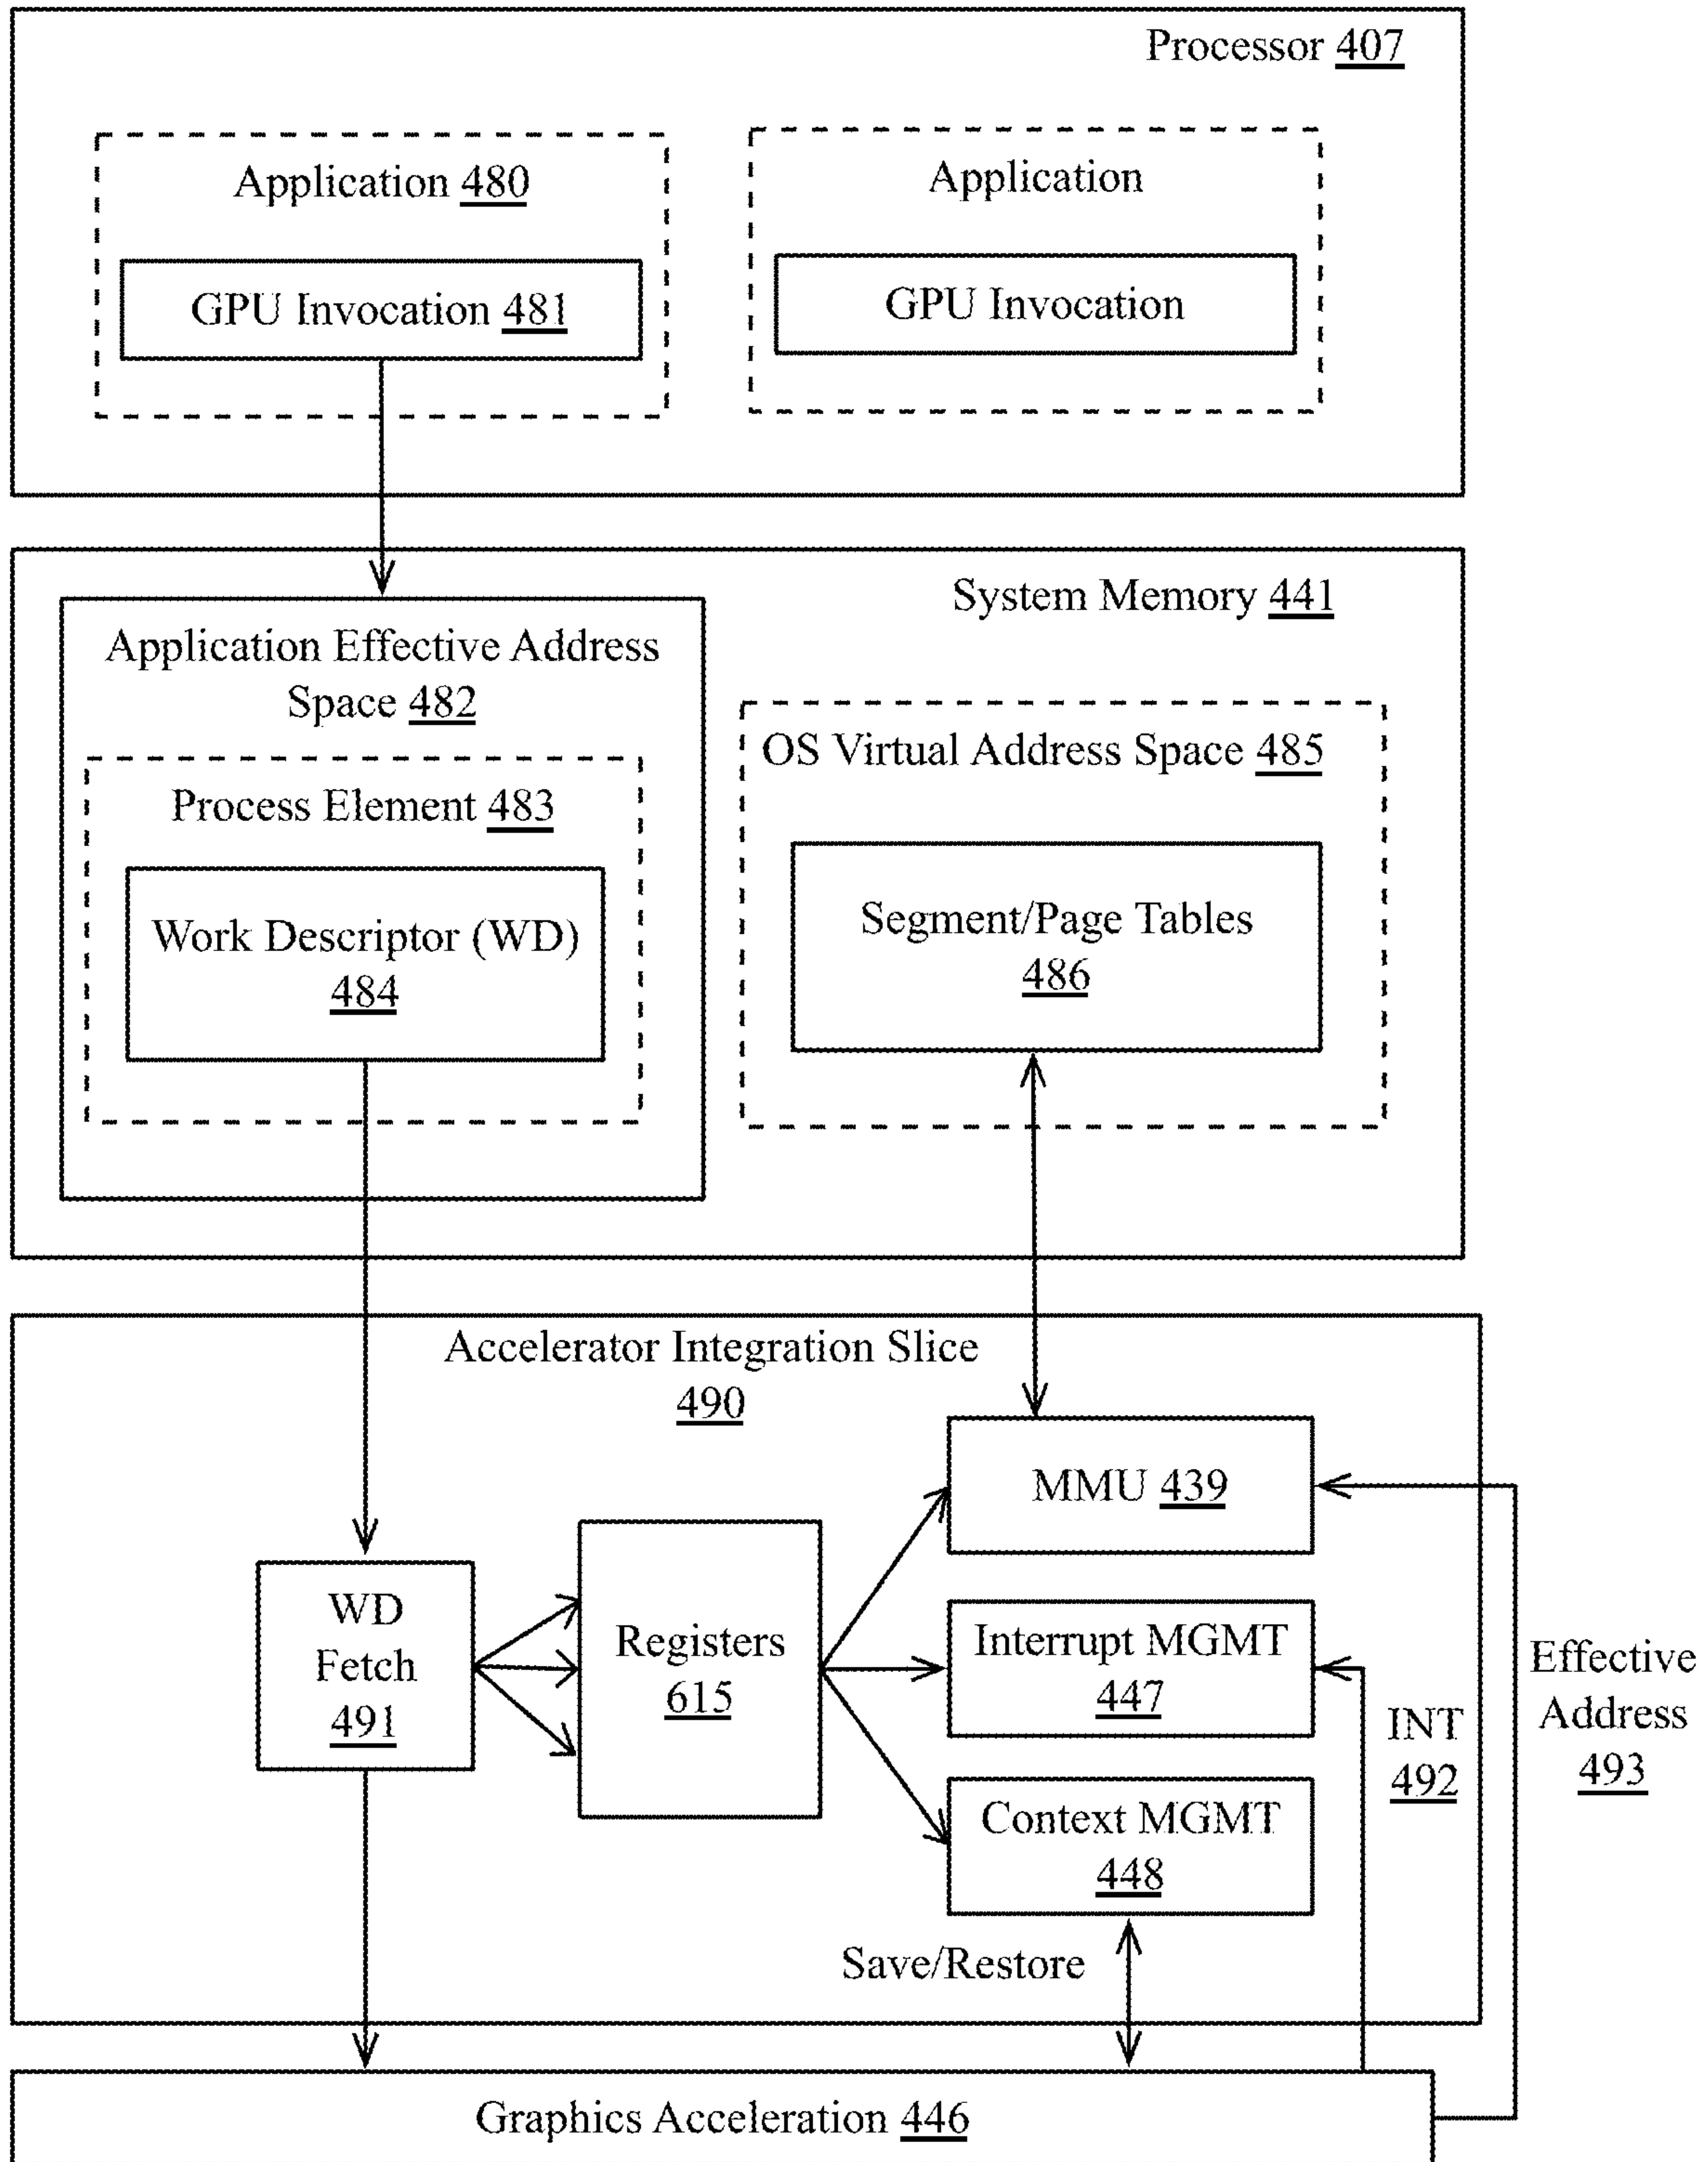 Processor 407
Application 480
Application
GPU Invocation 481
GPU Invocation
System Memory 441
Application Effective Address
Space 482
OS Virtual Address Space 485
Process Element 483
Work Descriptor (WD)
484
Segment/Page Tables
486
Accelerator Integration Slice
490
MMU 439
WD
Fetch
491
Registers
615
Interrupt MGMT
447
Effective
Address
493
INT
492
Context MGMT
448
Save/Restore
Graphics Acceleration 446